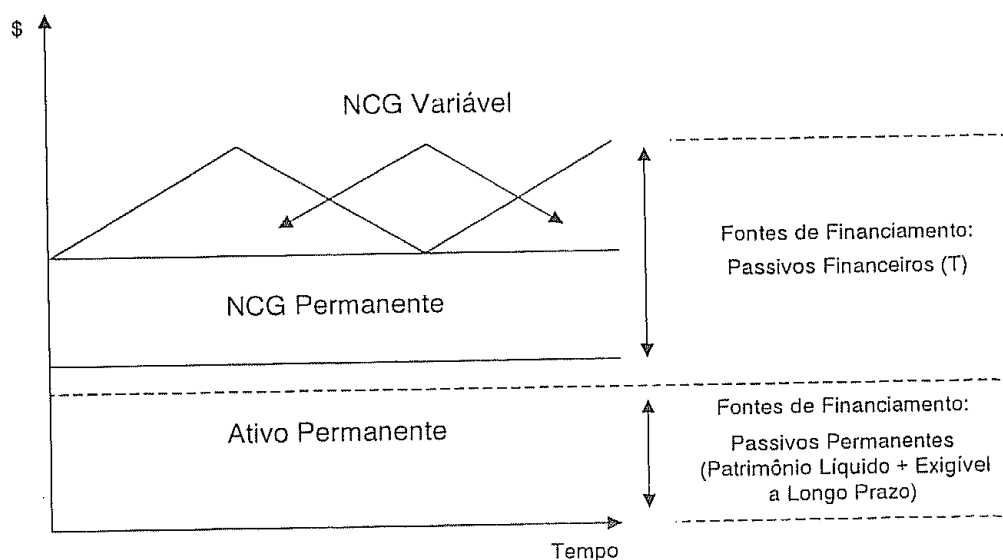 $
NCG Variável
Fontes de Financiamento:
Passivos Financeiros (T)
NCG Permanente
Ativo Permanente
Fontes de Financiamento:
Passivos Permanentes
(Patrimônio Líquido + Exigível
a Longo Prazo)
Tempo